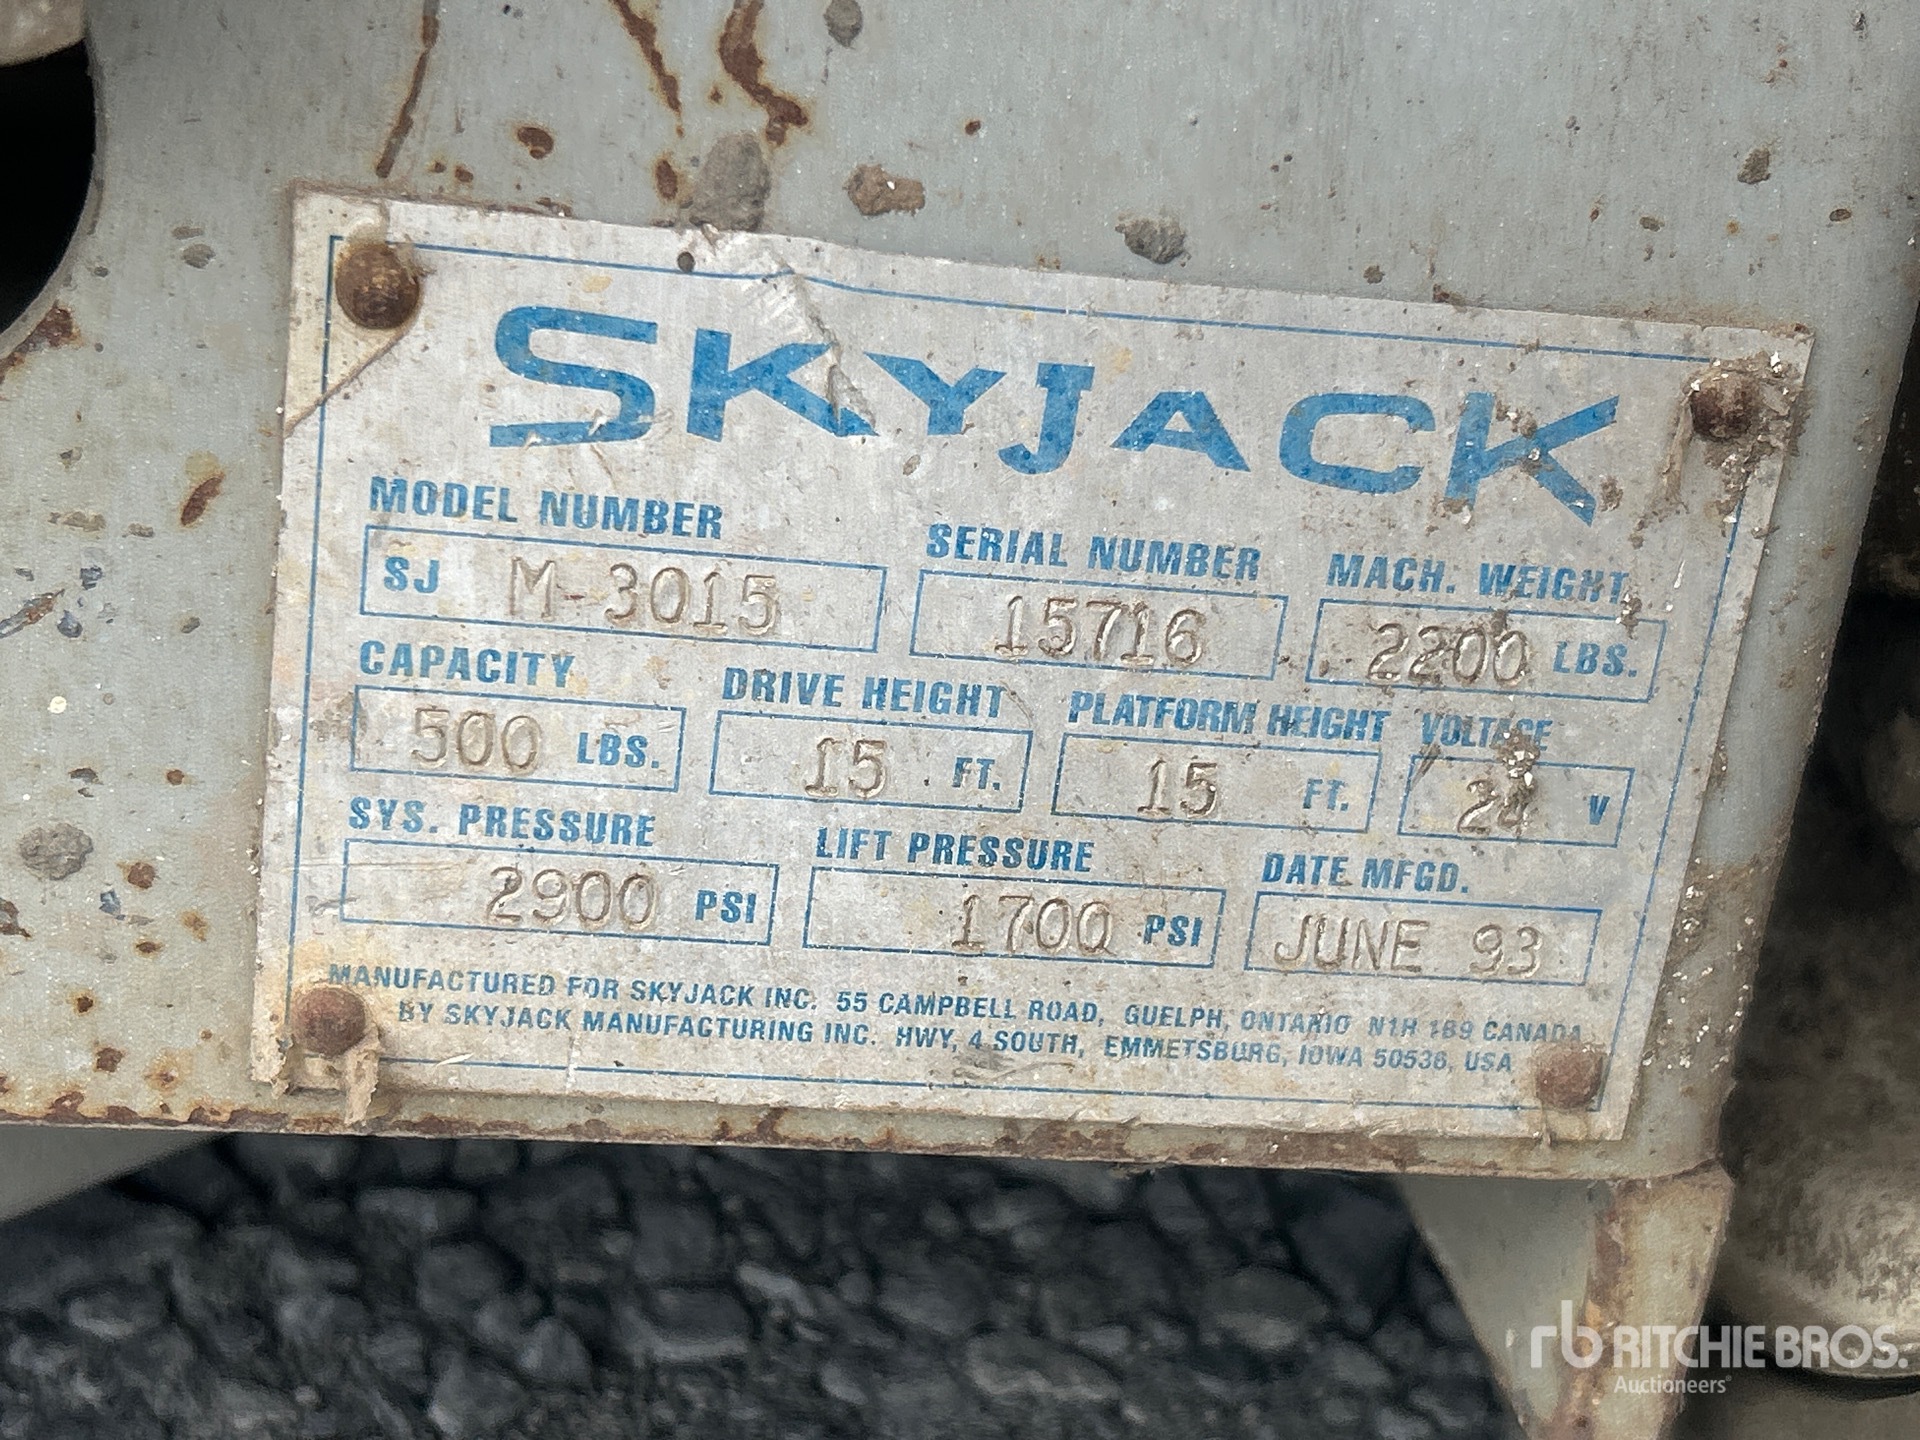 SKYJACK
MODEL NUMBER SERIAL NUMBER MACH. WEIGHT
SJ M-3015 15716 2200 LBS.
CAPACITY DRIVE HEIGHT PLATFORM HEIGHT VOLTAGE
500 LBS. 15 FT. 15 FT. 24 V
SYS. PRESSURE LIFT PRESSURE DATE MFGD.
2900 PSI 1700 PSI JUNE 93
MANUFACTURED FOR SKYJACK INC. 55 CAMPBELL ROAD, GUELPH, ONTARIO N1H 1B9 CANADA
BY SKYJACK MANUFACTURING INC. HWY, 4 SOUTH, EMMETSBURG, IOWA 50536, USA
rb RITCHIE BROS.
Auctioneers